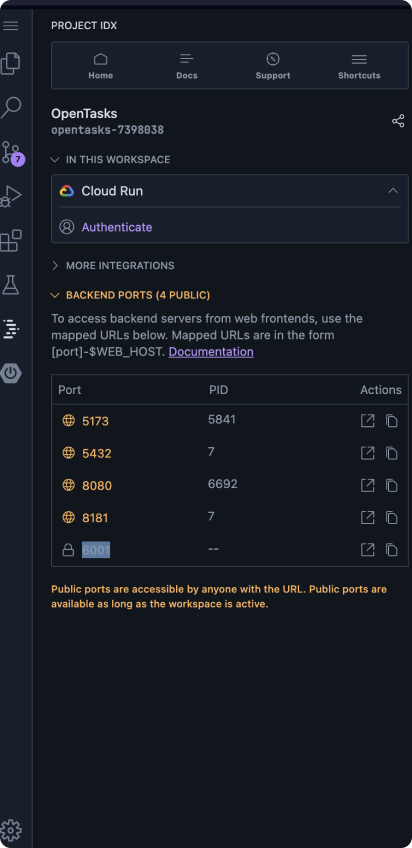 PROJECT IDX
Home Docs Support Shortcuts
OpenTasks
opentasks-7398038
IN THIS WORKSPACE
7
Cloud Run
Authenticate
MORE INTEGRATIONS
BACKEND PORTS (4 PUBLIC)
To access backend servers from web frontends, use the
mapped URLs below. Mapped URLs are in the form
[port]-$WEB_HOST. Documentation
Port PID Actions
5173 5841
5432 7
8080 6692
8181 7
6001 --
Public ports are accessible by anyone with the URL. Public ports are
available as long as the workspace is active.